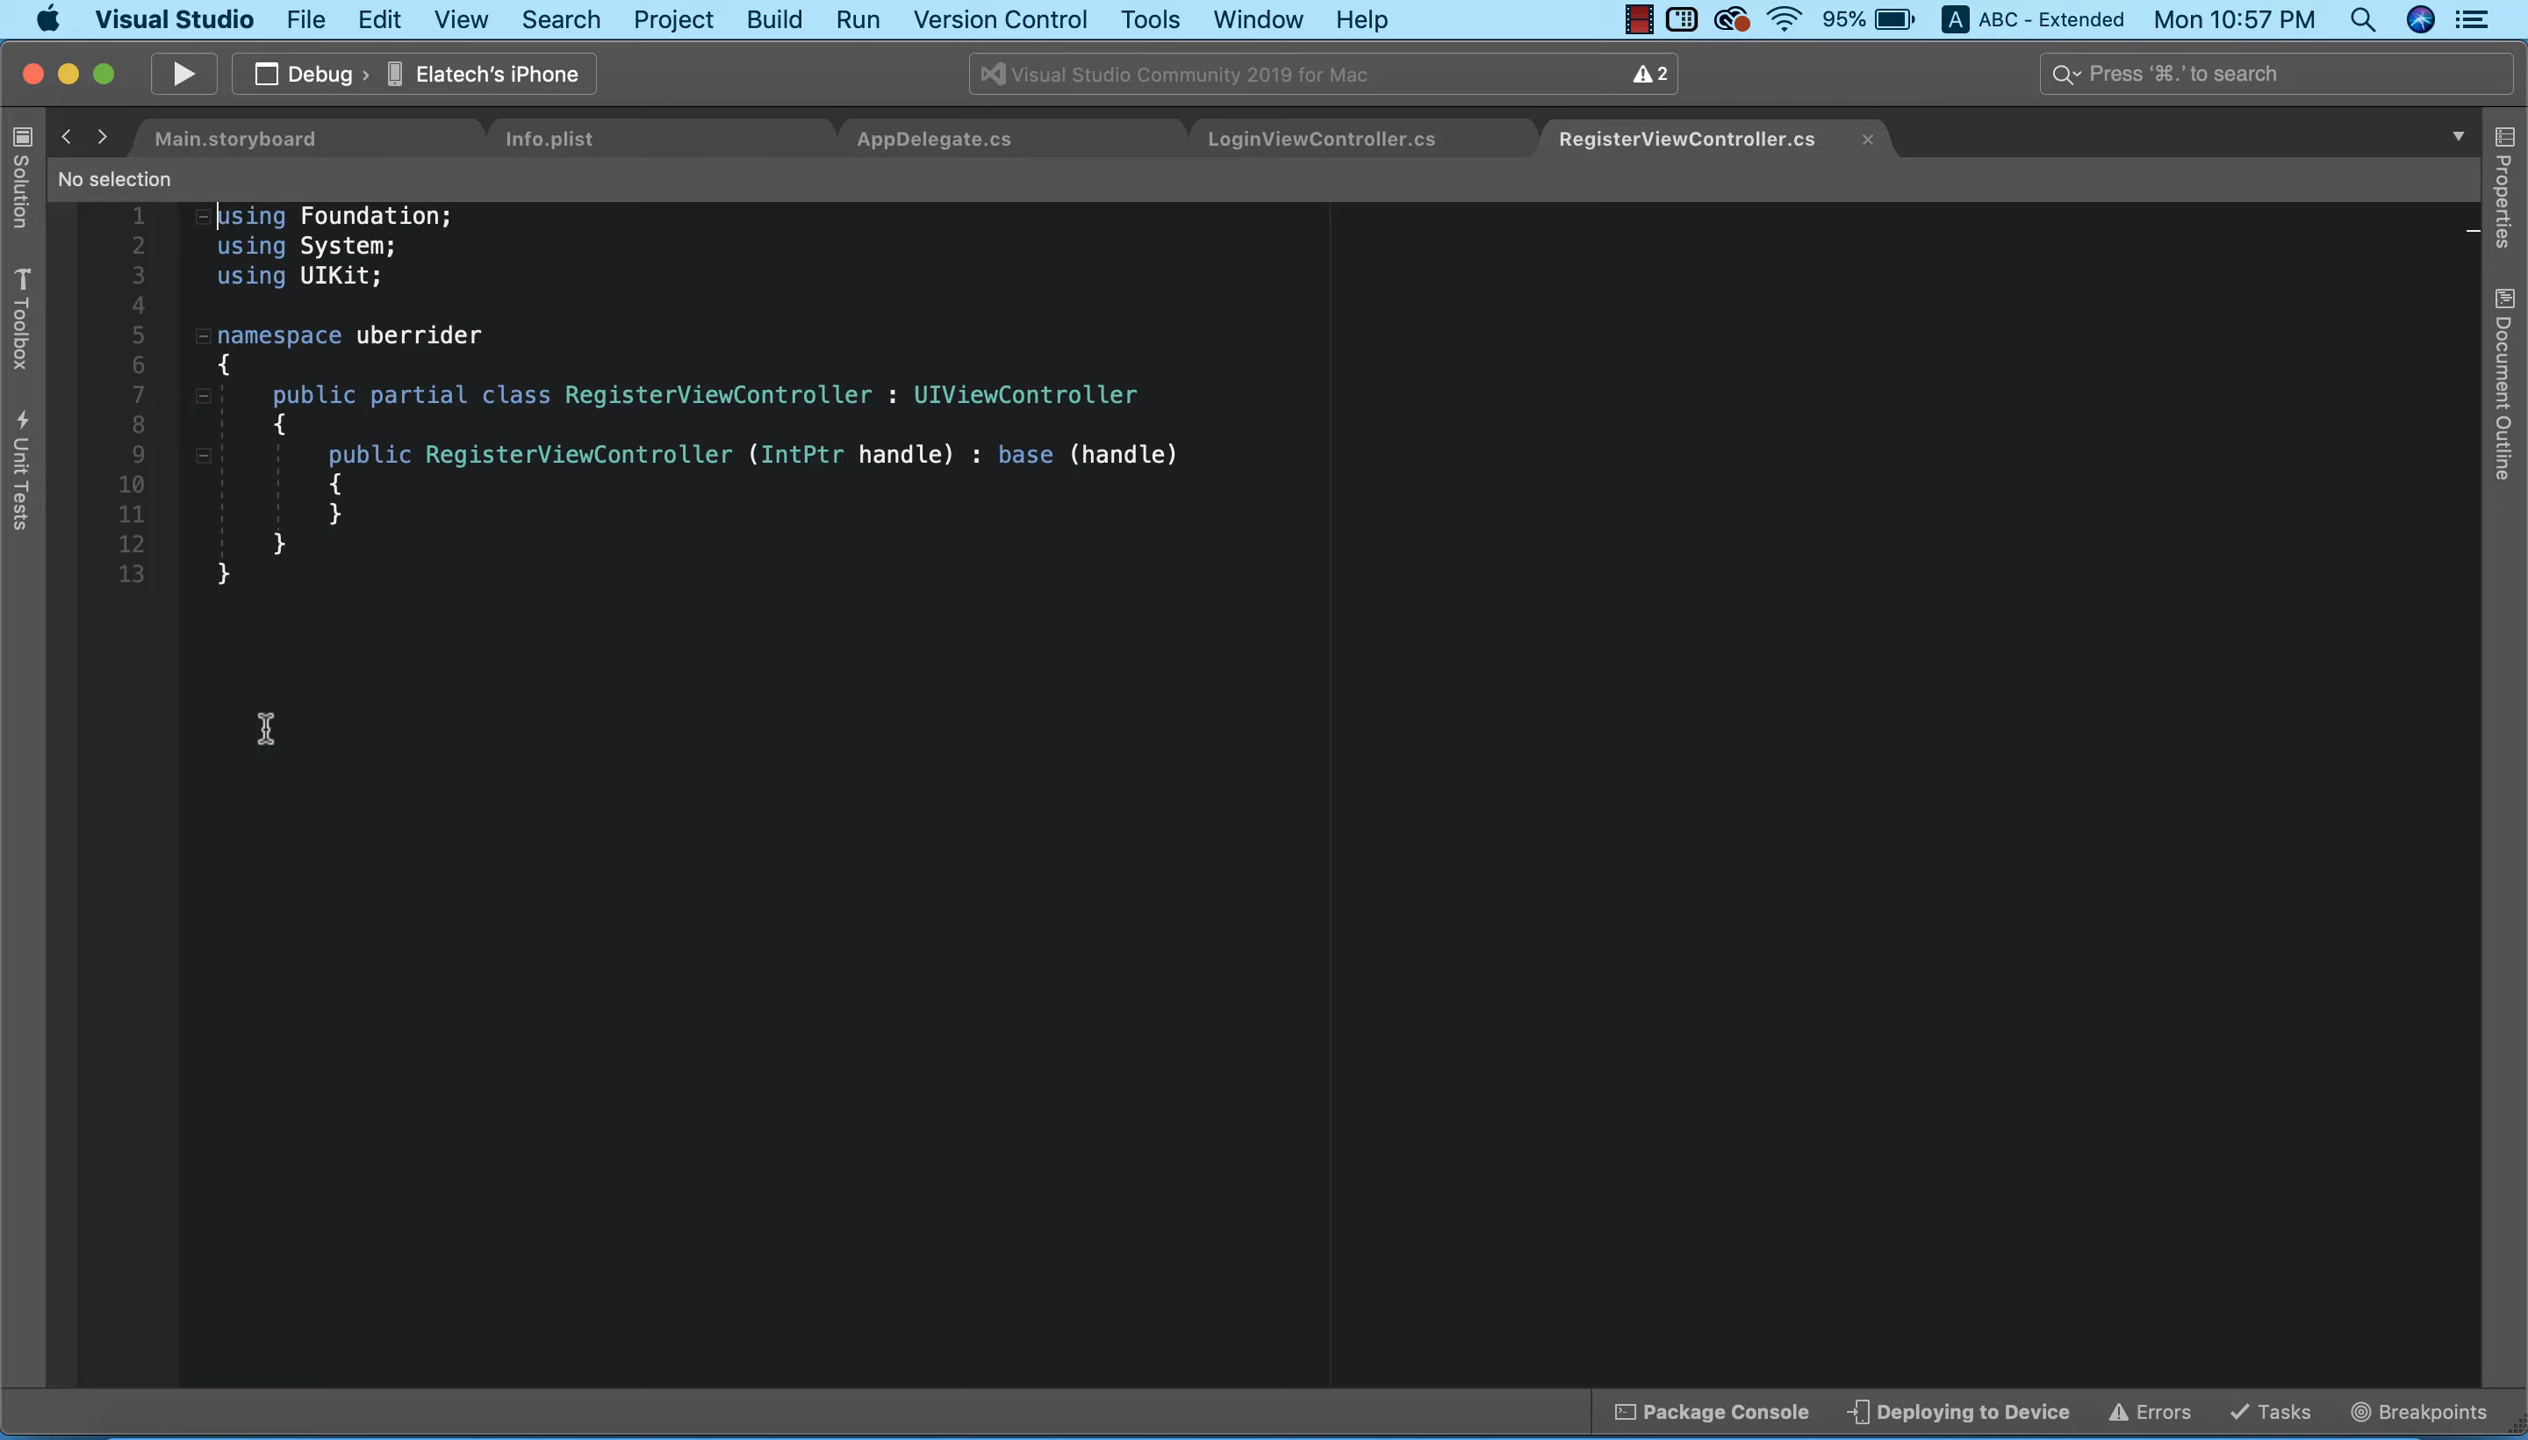 Visual Studio File Edit View Search Project Build Run Version Control Tools Window Help 95% A ABC - Extended Mon 10:57 PM
Debug › Elatech's iPhone Visual Studio Community 2019 for Mac 2 Press '⌘.' to search
Main.storyboard Info.plist AppDelegate.cs LoginViewController.cs RegisterViewController.cs ×
No selection
Solution
Toolbox
Unit Tests
1 using Foundation;
2 using System;
3 using UIKit;
4
5 namespace uberrider
6 {
7 public partial class RegisterViewController : UIViewController
8 {
9 public RegisterViewController (IntPtr handle) : base (handle)
10 {
11 }
12 }
13 }
Properties
Document Outline
Package Console Deploying to Device Errors Tasks Breakpoints